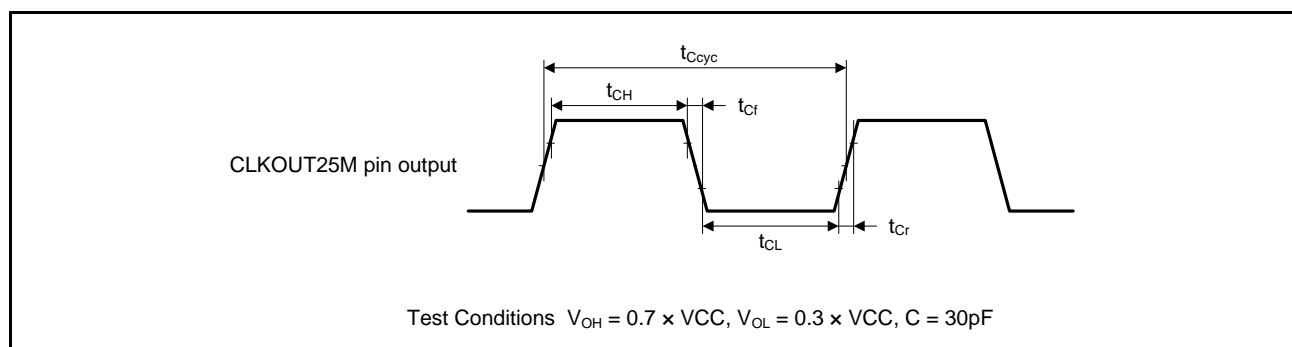 tCcyc
tCH
tCf
CLKOUT25M pin output
tCL
tCr
Test Conditions VOH = 0.7 × VCC, VOL = 0.3 × VCC, C = 30pF